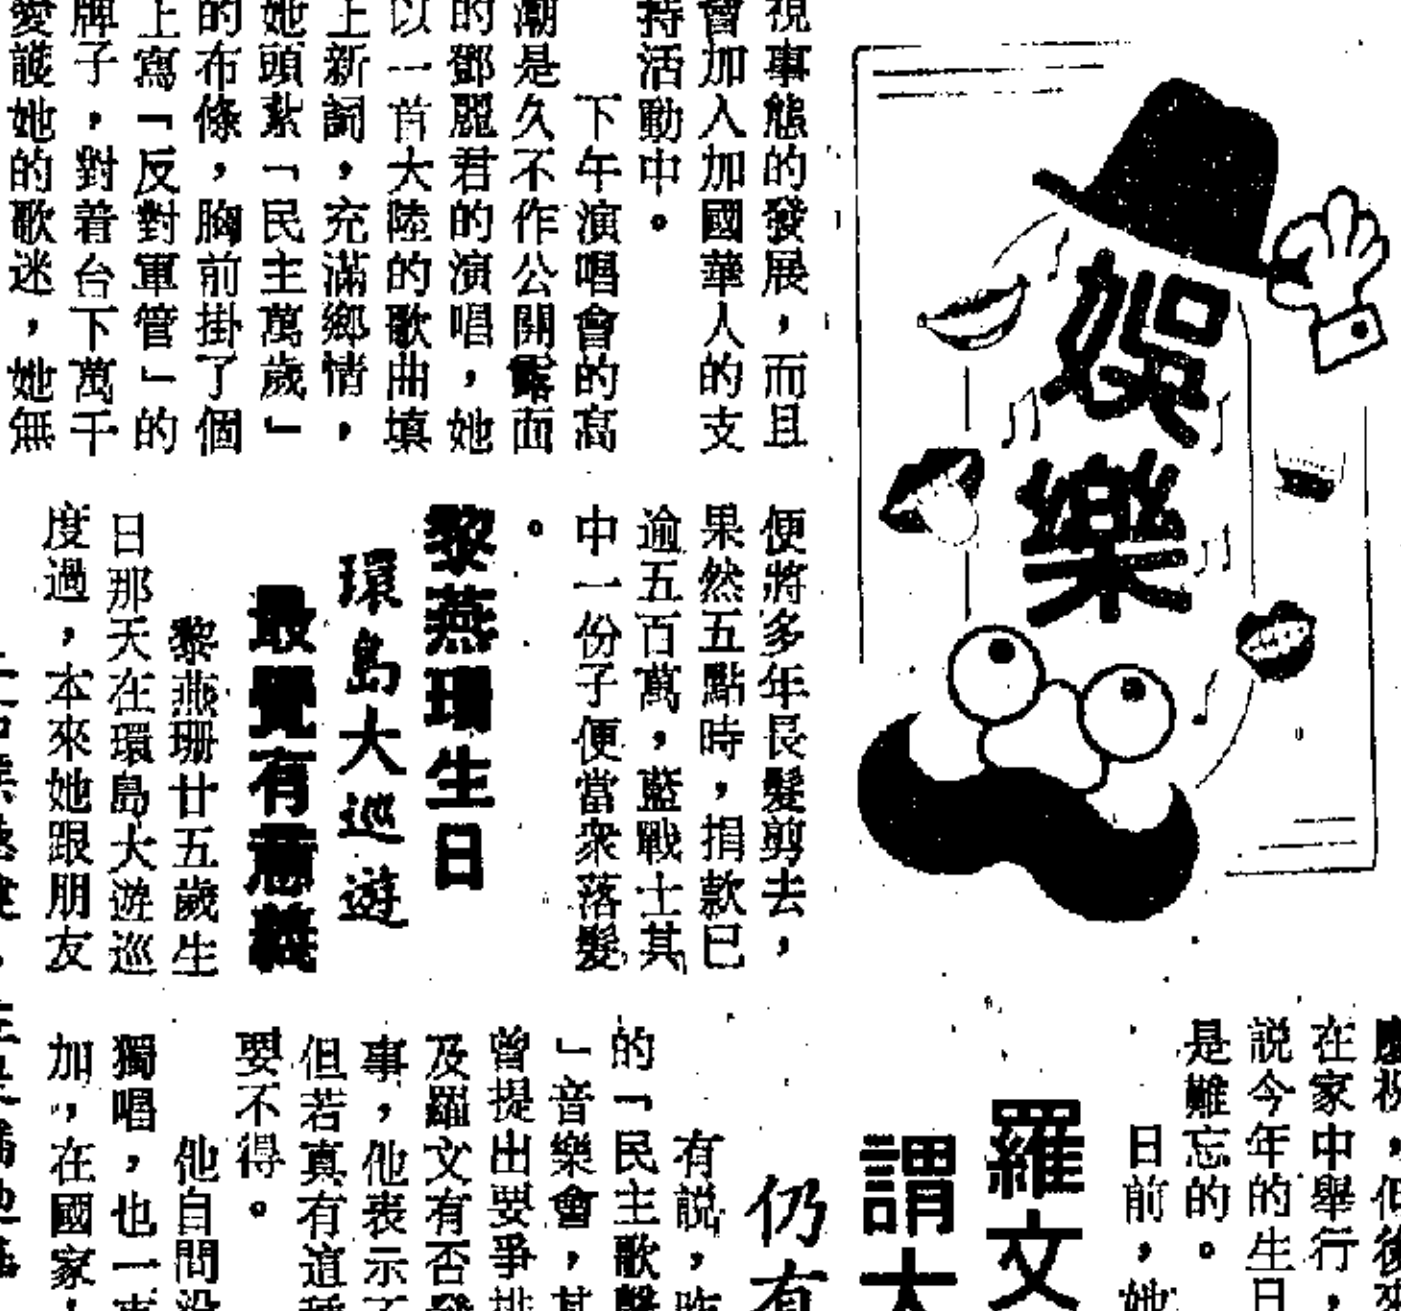 娛樂
視事態的發展，而且
會加入加國華人的支
持活動中。
下午演唱會的高
潮是久不作公開露面
的鄧麗君的演唱，她
以一首大陸的歌曲填
上新詞，充滿鄉情，
她頭紮「民主萬歲」
的布條，胸前掛了個
上寫「反對軍管」的
牌子，對着台下萬千
愛護她的歌迷，她無
便將多年長髮剪去，
果然五點時，捐款已
逾五百萬，藍戰士其
中一份子便當衆落髮
。
黎燕珊生日
環島大巡遊
最覺有意義
黎燕珊廿五歲生
日那天在環島大遊巡
度過，本來她跟朋友
慶祝，但後來
在家中舉行，
説今年的生日
是難忘的。
日前，她
羅文
謂大
仍有
有説，昨
的「民主歌聲
」音樂會，其
曾提出要爭排
及羅文有否發
事，他表示不
但若真有這種
要不得。
他自問沒
獨唱，也一
加，在國家